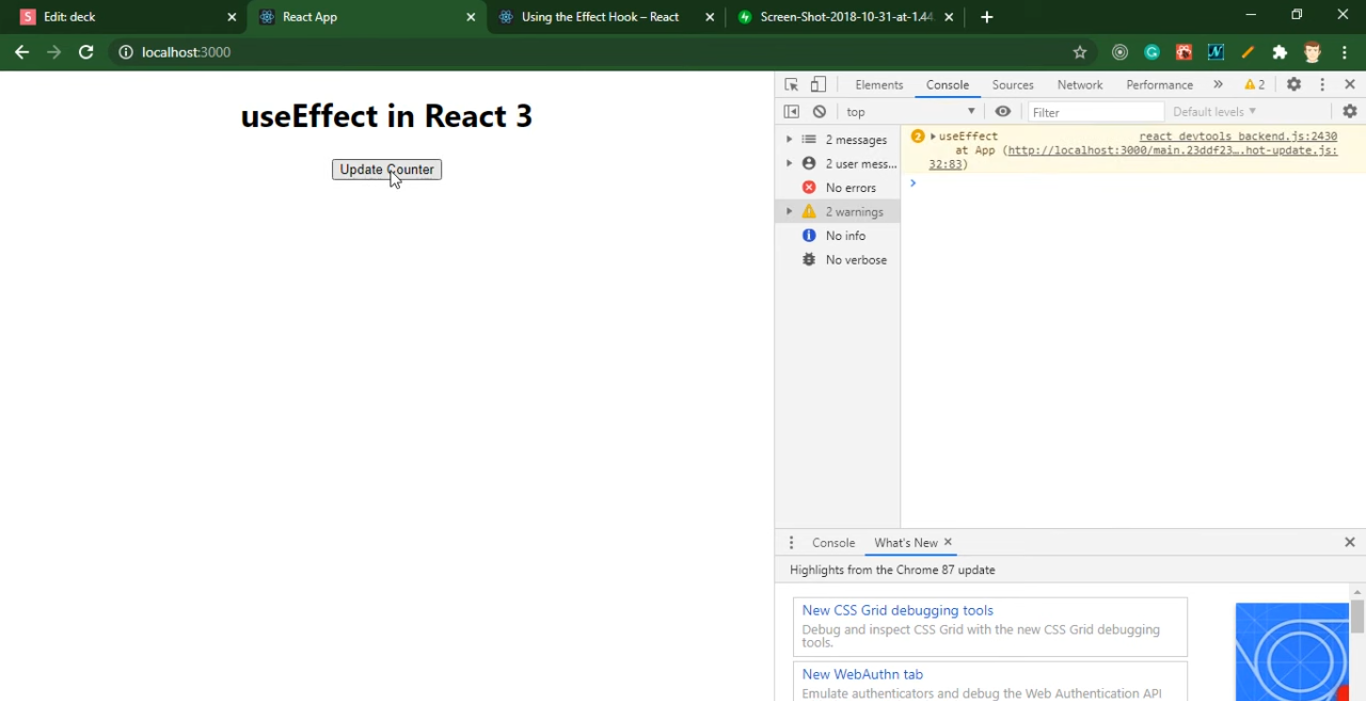 S Edit: deck
React App
Using the Effect Hook – React
Screen-Shot-2018-10-31-at-1.44
localhost:3000
Elements Console Sources Network Performance » 2
top Filter Default levels
useEffect in React 3
Update Counter
2 messages
2 user mess...
No errors
2 warnings
No info
No verbose
2 useEffect react devtools backend.js:2430
at App (http://localhost:3000/main.23ddf23….hot-update.js:
32:83)
Console What's New
Highlights from the Chrome 87 update
New CSS Grid debugging tools
Debug and inspect CSS Grid with the new CSS Grid debugging
tools.
New WebAuthn tab
Emulate authenticators and debug the Web Authentication API